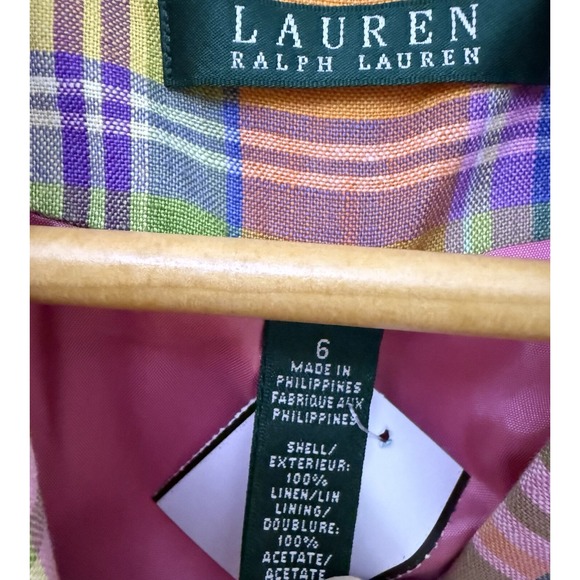 LAUREN
RALPH LAUREN
6
MADE IN
PHILIPPINES
FABRIQUE AUX
PHILIPPINES
SHELL/
EXTERIEUR:
100%
LINEN/LIN
LINING/
DOUBLURE:
100%
ACETATE/
ACETATE